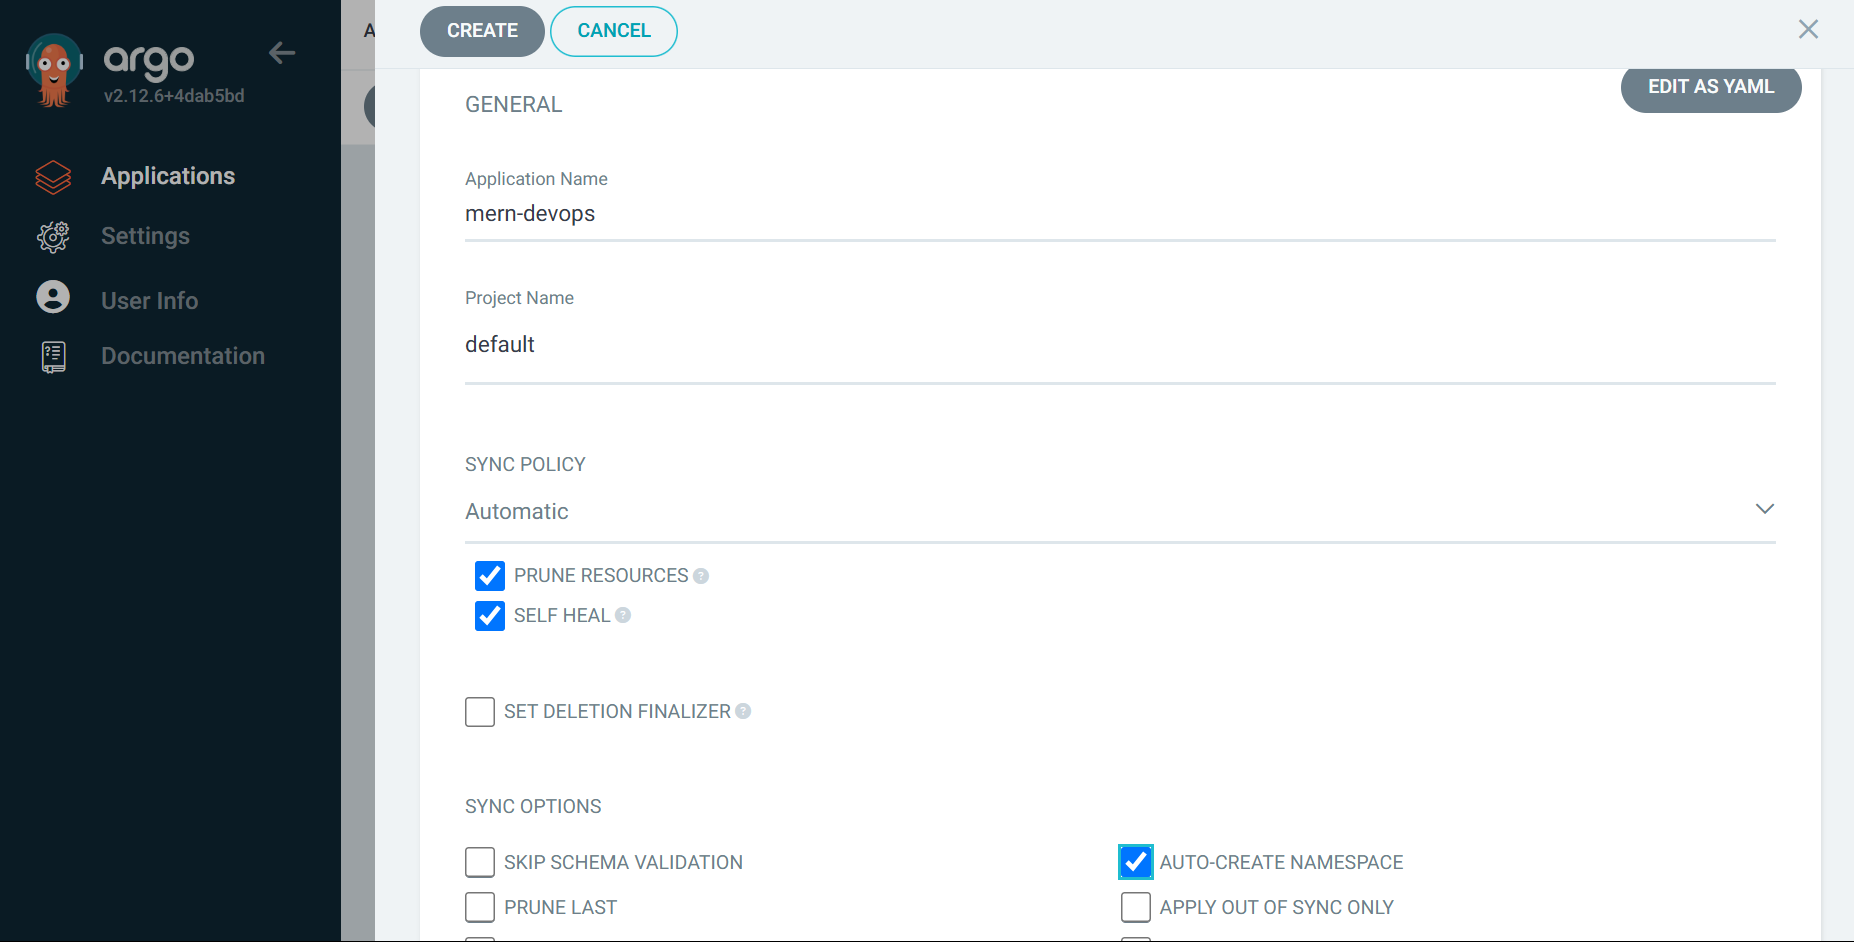 argo
v2.12.6+4dab5bd
Applications
Settings
User Info
Documentation
A
CREATE
CANCEL
GENERAL
EDIT AS YAML
Application Name
mern-devops
Project Name
default
SYNC POLICY
Automatic
PRUNE RESOURCES ?
SELF HEAL ?
SET DELETION FINALIZER ?
SYNC OPTIONS
SKIP SCHEMA VALIDATION
AUTO-CREATE NAMESPACE
PRUNE LAST
APPLY OUT OF SYNC ONLY